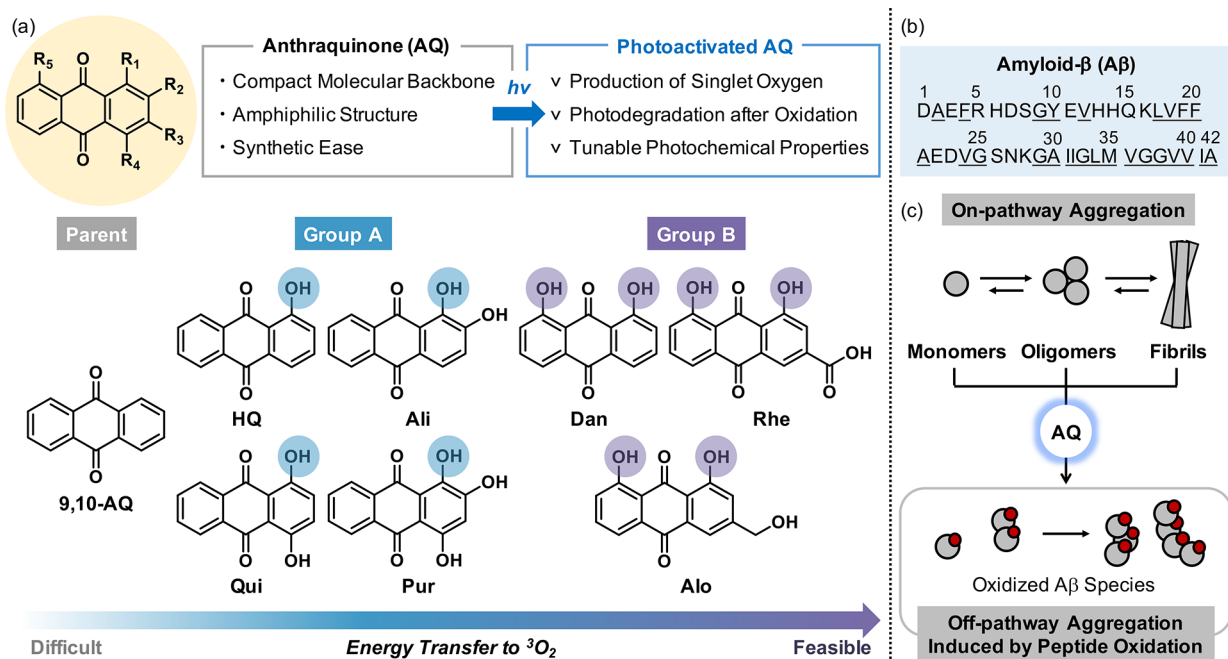 (a)
R5
O
R1
R2
R3
R4
O
Anthraquinone (AQ)
· Compact Molecular Backbone
· Amphiphilic Structure
· Synthetic Ease
hν
Photoactivated AQ
∨ Production of Singlet Oxygen
∨ Photodegradation after Oxidation
∨ Tunable Photochemical Properties
Parent
Group A
Group B
O
O
9,10-AQ
O OH
O
HQ
O OH
OH
O
Ali
O OH
O OH
Qui
O OH
OH
O OH
Pur
OH O OH
O
Dan
OH O OH
OH
O O
Rhe
OH O OH
OH
O
Alo
Difficult
Energy Transfer to ³O₂
Feasible
(b)
Amyloid-β (Aβ)
1 5 10 15 20
DAEFR HDSGY EVHHQ KLVFF
25 30 35 40 42
AEDVG SNKGA IIGLM VGGVV IA
(c)
On-pathway Aggregation
Monomers Oligomers Fibrils
AQ
Oxidized Aβ Species
Off-pathway Aggregation
Induced by Peptide Oxidation